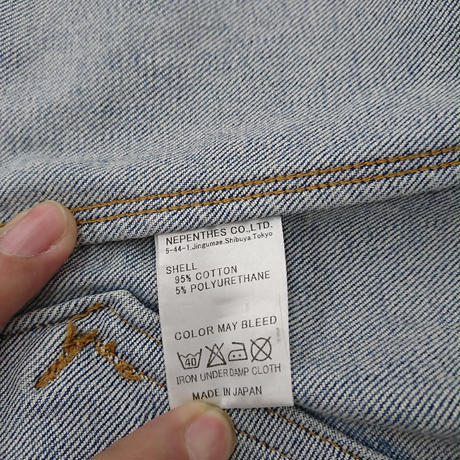 NEPENTHES CO.,LTD.
5-44-1,Jingumae,Shibuya,Tokyo
SHELL
95% COTTON
5% POLYURETHANE
COLOR MAY BLEED
40
IRON UNDER DAMP CLOTH
MADE IN JAPAN